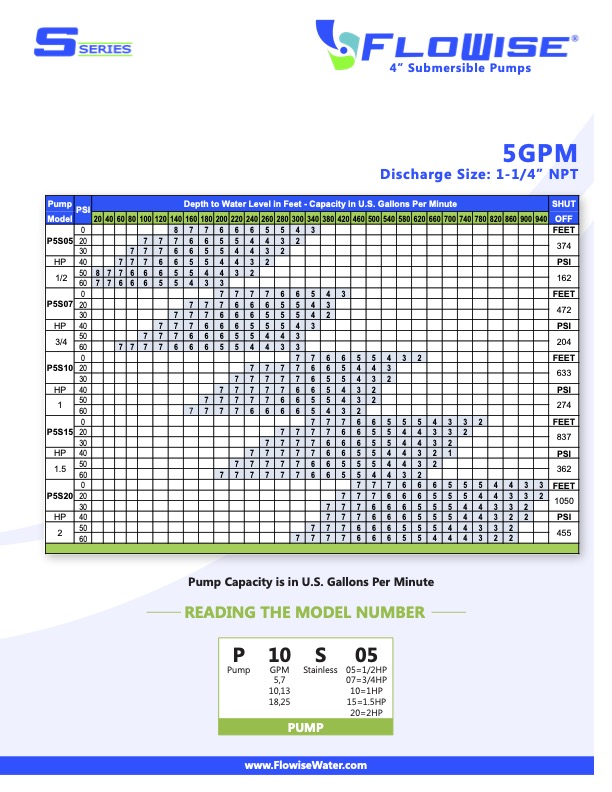 S SERIES
FLOWISE®
4” Submersible Pumps
5GPM
Discharge Size: 1-1/4” NPT
Pump PSI Depth to Water Level in Feet - Capacity in U.S. Gallons Per Minute SHUT
Model 20 40 60 80 100 120 140 160 180 200 220 240 260 280 300 340 380 420 460 500 540 580 620 660 700 740 780 820 860 900 940 OFF
P5S05 0 8 7 7 6 6 6 5 5 4 3 FEET
20 7 7 7 7 6 6 5 5 4 3 2 374
30 7 7 7 6 6 6 5 5 4 3 2
HP 40 7 7 7 6 6 5 5 4 4 3 2 PSI
1/2 50 8 7 7 6 6 6 5 5 4 4 3 2 162
60 7 7 6 6 6 5 5 4 3 3
P5S07 0 7 7 7 7 6 6 5 4 3 FEET
20 7 7 7 6 6 6 5 5 4 3 472
30 7 7 7 6 6 6 5 5 4 2
HP 40 7 7 7 6 6 6 5 5 5 4 3 PSI
3/4 50 7 7 7 6 6 6 5 5 4 4 3 204
60 7 7 7 7 6 6 6 5 5 4 4 3 3
P5S10 0 7 7 6 6 5 5 4 3 2 FEET
20 7 7 7 7 6 6 5 4 4 3 633
30 7 7 7 7 6 6 5 5 4 3 2
HP 40 7 7 7 7 6 6 6 5 4 3 2 PSI
1 50 7 7 7 7 7 6 6 6 5 4 3 2 274
60 7 7 7 7 6 6 6 6 5 4 3 2
P5S15 0 7 7 7 6 6 5 5 5 4 3 3 2 FEET
20 7 7 7 7 6 6 6 5 5 4 3 3 2 837
30 7 7 7 7 6 6 6 5 5 4 4 3 2
HP 40 7 7 7 7 7 6 6 6 5 5 4 3 2 1 PSI
1.5 50 7 7 7 7 7 7 6 6 5 5 4 4 3 2 362
60 7 7 7 7 7 7 6 6 5 5 4 4 3 2
P5S20 0 7 7 7 6 6 6 5 5 5 4 4 3 3 FEET
20 7 7 7 6 6 6 5 5 5 4 4 3 3 2 1050
30 7 7 7 6 6 6 5 5 5 4 4 3 2 2
HP 40 7 7 7 6 6 6 5 5 5 4 4 3 2 2 PSI
2 50 7 7 7 7 6 6 6 5 5 4 4 4 3 2 455
60 7 7 7 7 6 6 6 6 5 5 4 4 3 2 2
Pump Capacity is in U.S. Gallons Per Minute
READING THE MODEL NUMBER
P 10 S 05
Pump GPM Stainless 05=1/2HP
5,7 07=3/4HP
10,13 10=1HP
18,25 15=1.5HP
20=2HP
PUMP
www.FlowiseWater.com